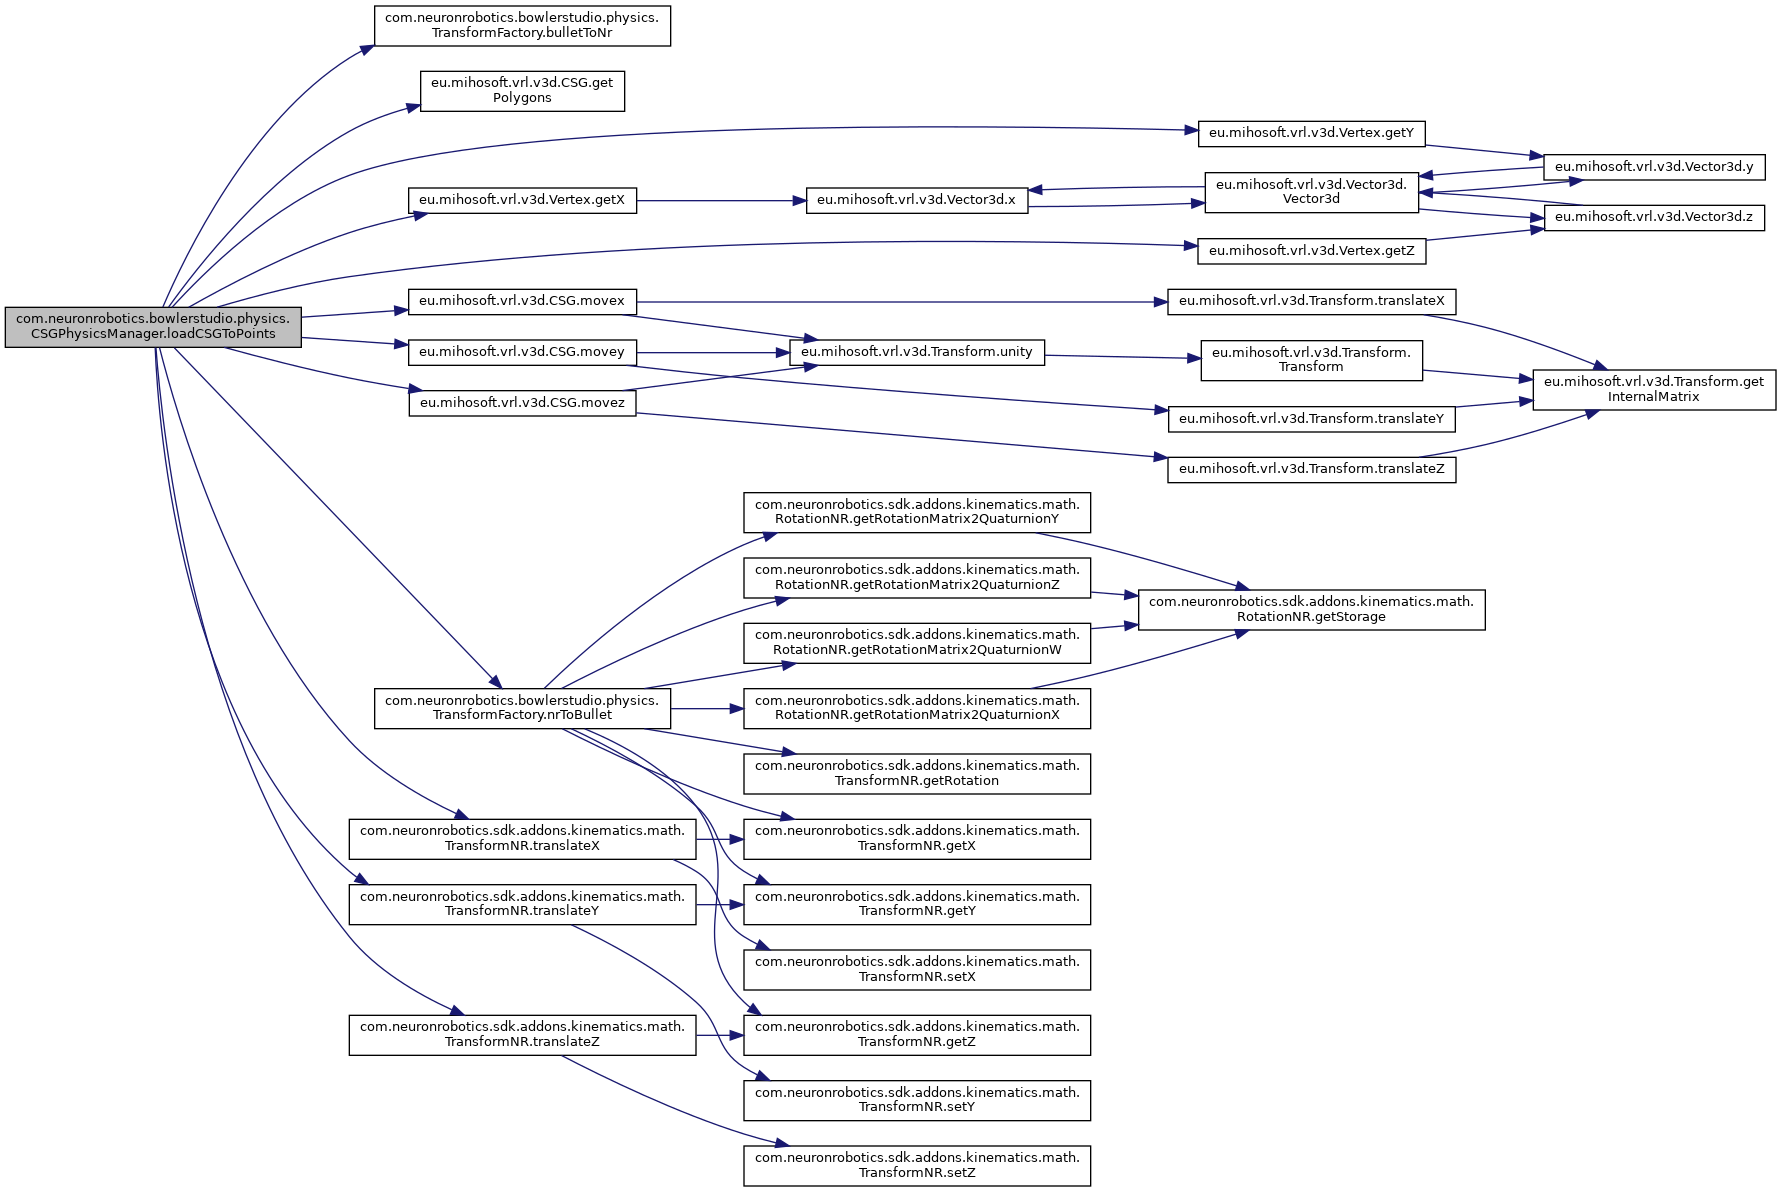 com.neuronrobotics.bowlerstudio.physics.
TransformFactory.bulletToNr
eu.mihosoft.vrl.v3d.CSG.get
Polygons
eu.mihosoft.vrl.v3d.Vertex.getY
eu.mihosoft.vrl.v3d.Vector3d.y
eu.mihosoft.vrl.v3d.Vertex.getX
eu.mihosoft.vrl.v3d.Vector3d.x
eu.mihosoft.vrl.v3d.Vector3d.
Vector3d
eu.mihosoft.vrl.v3d.Vector3d.z
eu.mihosoft.vrl.v3d.Vertex.getZ
com.neuronrobotics.bowlerstudio.physics.
CSGPhysicsManager.loadCSGToPoints
eu.mihosoft.vrl.v3d.CSG.movex
eu.mihosoft.vrl.v3d.Transform.translateX
eu.mihosoft.vrl.v3d.CSG.movey
eu.mihosoft.vrl.v3d.Transform.unity
eu.mihosoft.vrl.v3d.Transform.
Transform
eu.mihosoft.vrl.v3d.Transform.get
InternalMatrix
eu.mihosoft.vrl.v3d.CSG.movez
eu.mihosoft.vrl.v3d.Transform.translateY
eu.mihosoft.vrl.v3d.Transform.translateZ
com.neuronrobotics.sdk.addons.kinematics.math.
RotationNR.getRotationMatrix2QuaturnionY
com.neuronrobotics.sdk.addons.kinematics.math.
RotationNR.getRotationMatrix2QuaturnionZ
com.neuronrobotics.sdk.addons.kinematics.math.
RotationNR.getStorage
com.neuronrobotics.sdk.addons.kinematics.math.
RotationNR.getRotationMatrix2QuaturnionW
com.neuronrobotics.bowlerstudio.physics.
TransformFactory.nrToBullet
com.neuronrobotics.sdk.addons.kinematics.math.
RotationNR.getRotationMatrix2QuaturnionX
com.neuronrobotics.sdk.addons.kinematics.math.
TransformNR.getRotation
com.neuronrobotics.sdk.addons.kinematics.math.
TransformNR.translateX
com.neuronrobotics.sdk.addons.kinematics.math.
TransformNR.getX
com.neuronrobotics.sdk.addons.kinematics.math.
TransformNR.translateY
com.neuronrobotics.sdk.addons.kinematics.math.
TransformNR.getY
com.neuronrobotics.sdk.addons.kinematics.math.
TransformNR.setX
com.neuronrobotics.sdk.addons.kinematics.math.
TransformNR.translateZ
com.neuronrobotics.sdk.addons.kinematics.math.
TransformNR.getZ
com.neuronrobotics.sdk.addons.kinematics.math.
TransformNR.setY
com.neuronrobotics.sdk.addons.kinematics.math.
TransformNR.setZ